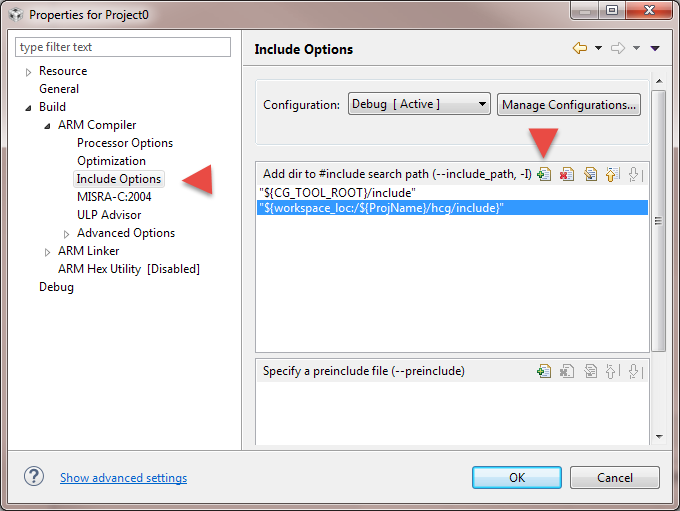 Properties for Project0
type filter text
Resource
General
Build
ARM Compiler
Processor Options
Optimization
Include Options
MISRA-C:2004
ULP Advisor
Advanced Options
ARM Linker
ARM Hex Utility [Disabled]
Debug
Include Options
Configuration: Debug [ Active ] Manage Configurations...
Add dir to #include search path (--include_path, -I)
"${CG_TOOL_ROOT}/include"
"${workspace_loc:/${ProjName}/hcg/include}"
Specify a preinclude file (--preinclude)
? Show advanced settings
OK Cancel